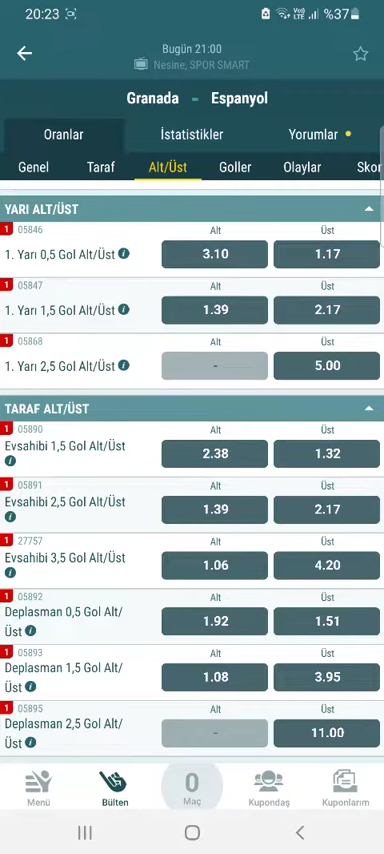 20:23 Vo)) LTE %37
Bugün 21:00
Nesine, SPOR SMART
Granada - Espanyol
Oranlar İstatistikler Yorumlar
Genel Taraf Alt/Üst Goller Olaylar Skor
YARI ALT/ÜST
1 05846 Alt Üst
1. Yarı 0,5 Gol Alt/Üst i 3.10 1.17
1 05847 Alt Üst
1. Yarı 1,5 Gol Alt/Üst i 1.39 2.17
1 05868 Alt Üst
1. Yarı 2,5 Gol Alt/Üst i - 5.00
TARAF ALT/ÜST
1 05890 Alt Üst
Evsahibi 1,5 Gol Alt/Üst i 2.38 1.32
1 05891 Alt Üst
Evsahibi 2,5 Gol Alt/Üst i 1.39 2.17
1 27757 Alt Üst
Evsahibi 3,5 Gol Alt/Üst i 1.06 4.20
1 05892 Alt Üst
Deplasman 0,5 Gol Alt/
Üst i 1.92 1.51
1 05893 Alt Üst
Deplasman 1,5 Gol Alt/
Üst i 1.08 3.95
1 05895 Alt Üst
Deplasman 2,5 Gol Alt/
Üst i - 11.00
0
Menü Bülten Maç Kupondaş Kuponlarım